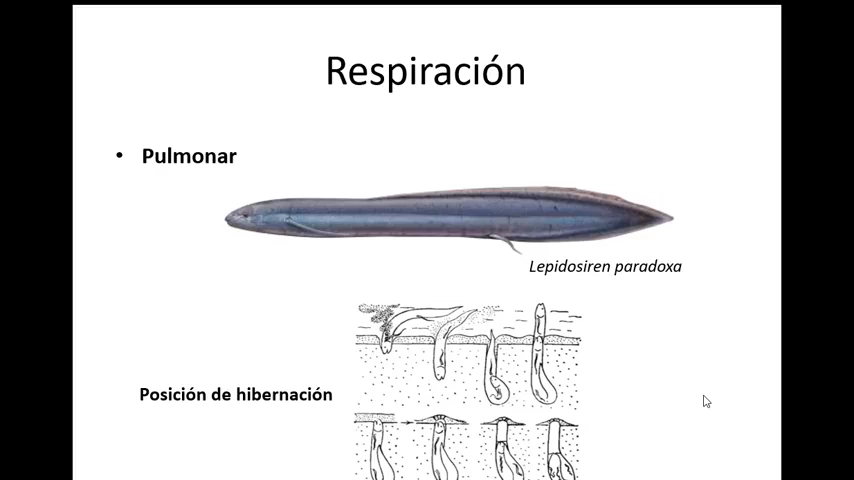 Respiración
• Pulmonar
Lepidosiren paradoxa
Posición de hibernación